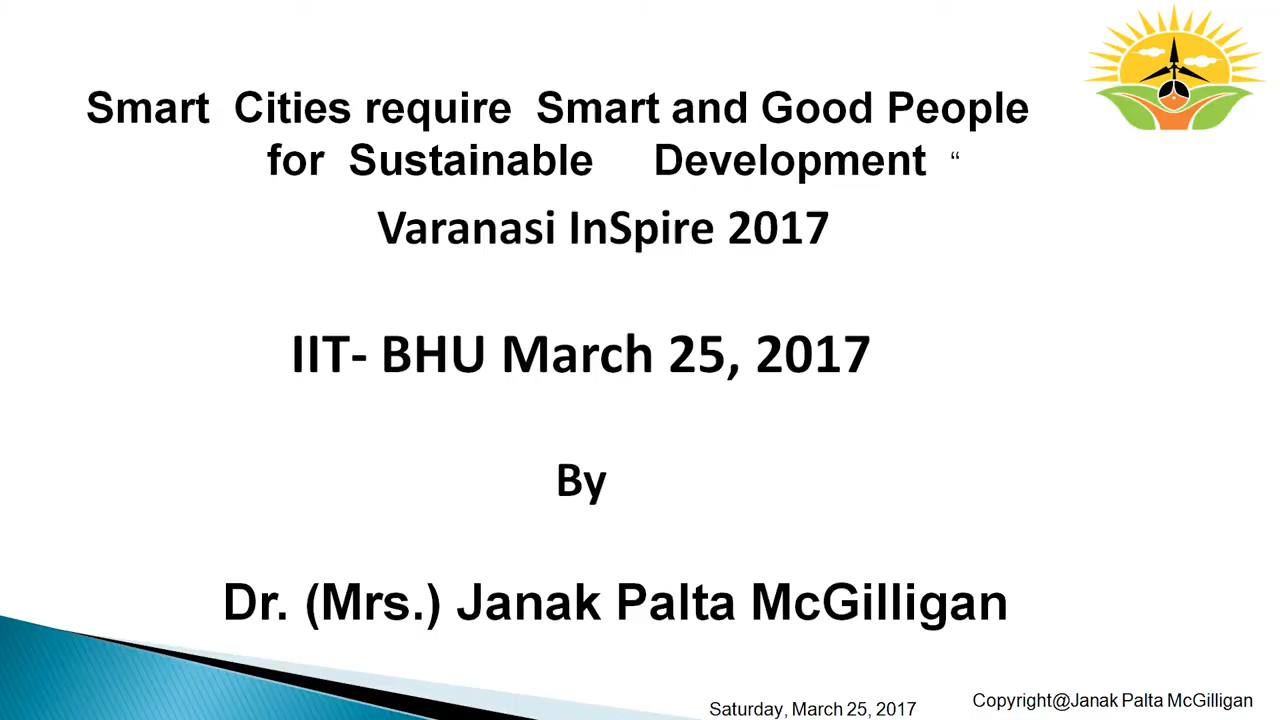 Smart Cities require Smart and Good People
for Sustainable Development “
Varanasi InSpire 2017
IIT- BHU March 25, 2017
By
Dr. (Mrs.) Janak Palta McGilligan
Saturday, March 25, 2017
Copyright@Janak Palta McGilligan